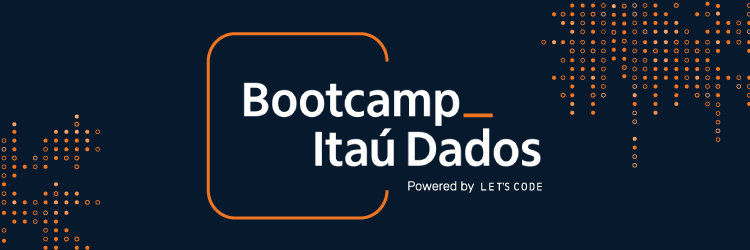 Bootcamp_
Itaú Dados
Powered by LET'S CODE